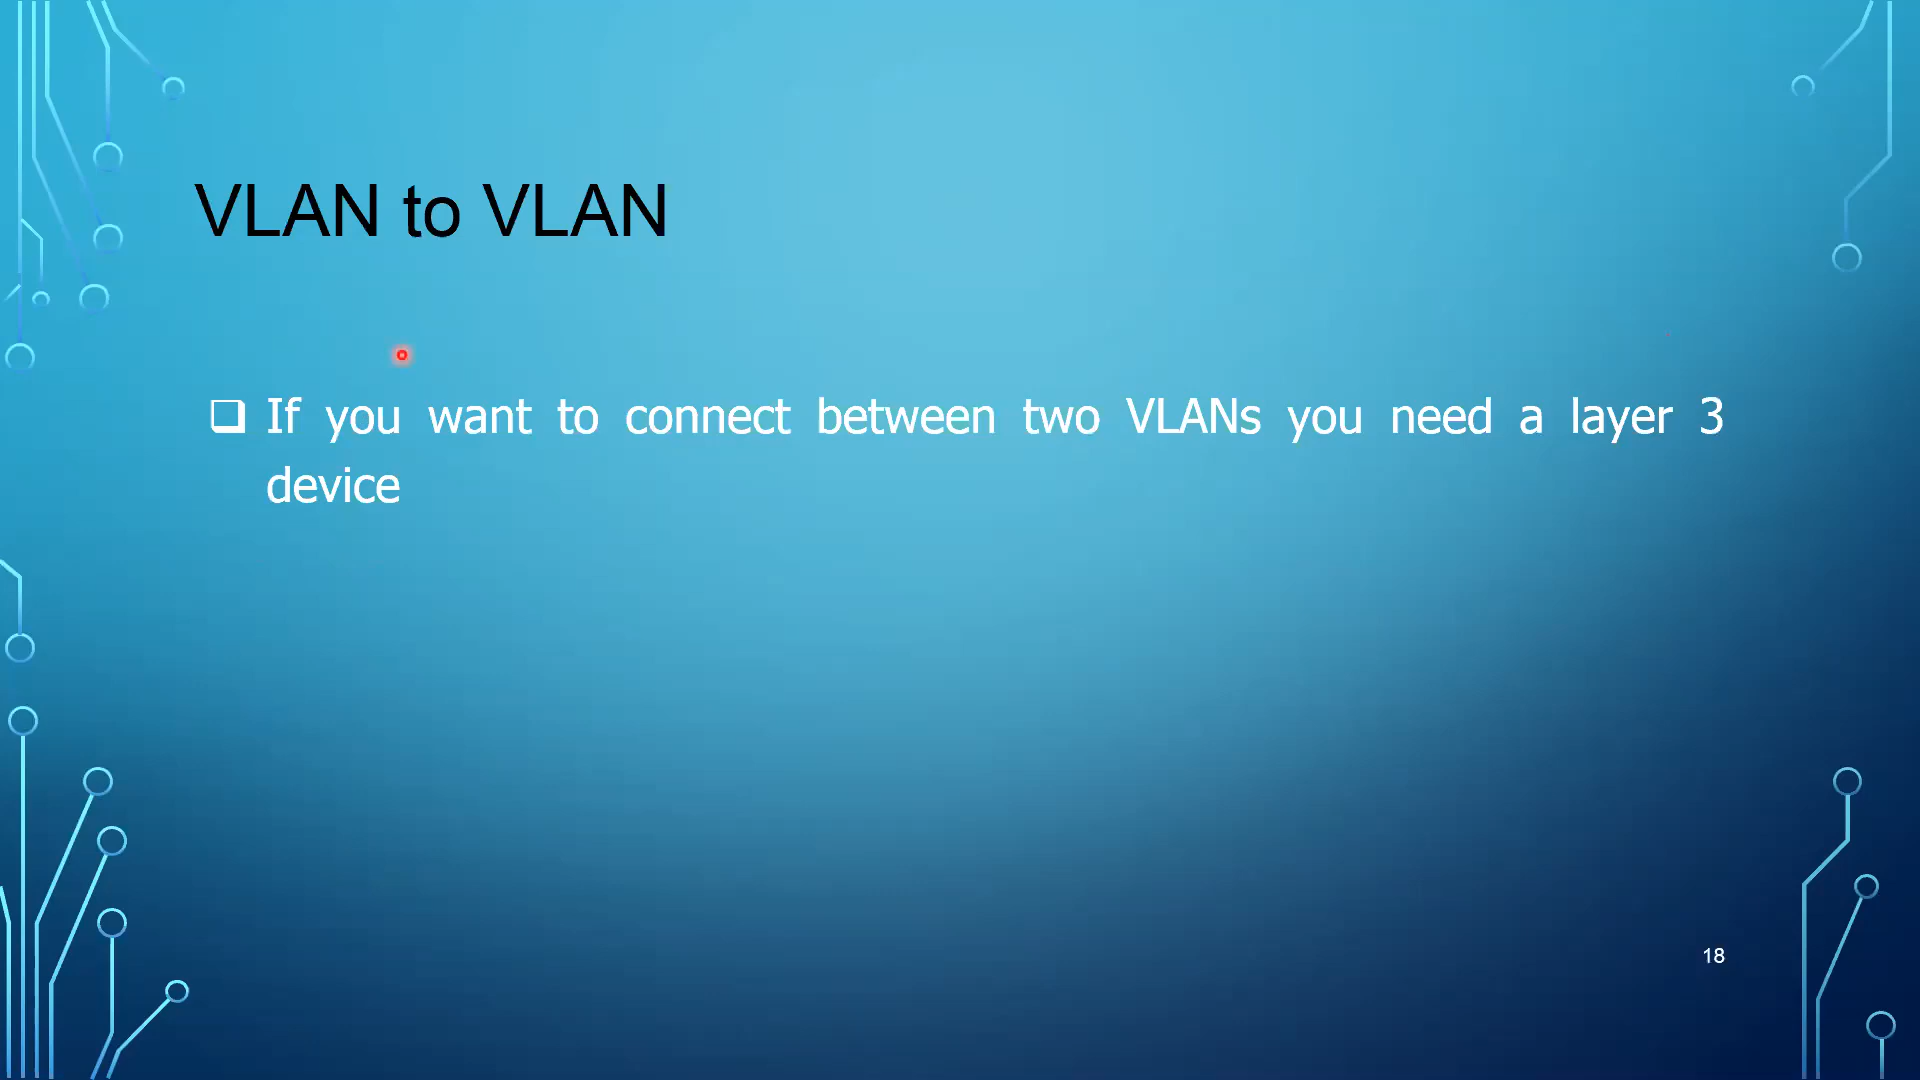 VLAN to VLAN
❑ If you want to connect between two VLANs you need a layer 3
device
18